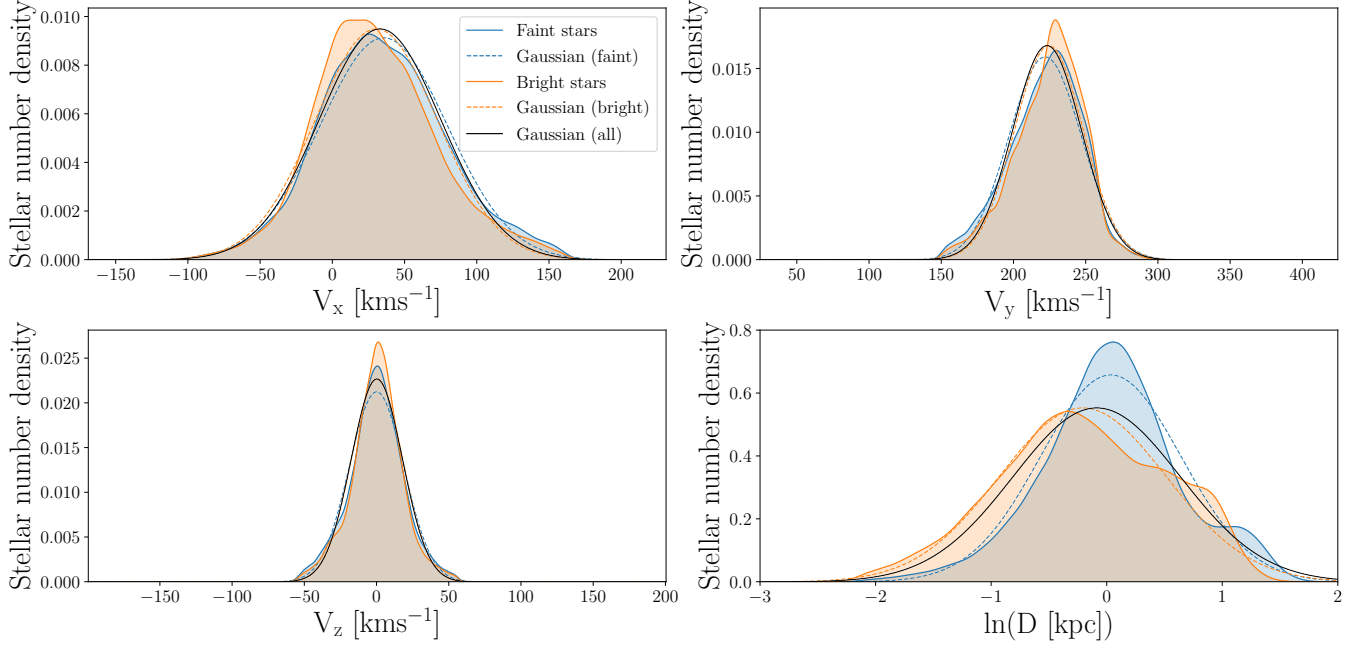 Stellar number density
0.010
0.008
0.006
0.004
0.002
0.000
−150 −100 −50 0 50 100 150 200
Vx [kms⁻¹]
Faint stars
Gaussian (faint)
Bright stars
Gaussian (bright)
Gaussian (all)
Stellar number density
0.015
0.010
0.005
0.000
50 100 150 200 250 300 350 400
Vy [kms⁻¹]
Stellar number density
0.025
0.020
0.015
0.010
0.005
0.000
−150 −100 −50 0 50 100 150 200
Vz [kms⁻¹]
Stellar number density
0.8
0.6
0.4
0.2
0.0
−3 −2 −1 0 1 2
ln(D [kpc])